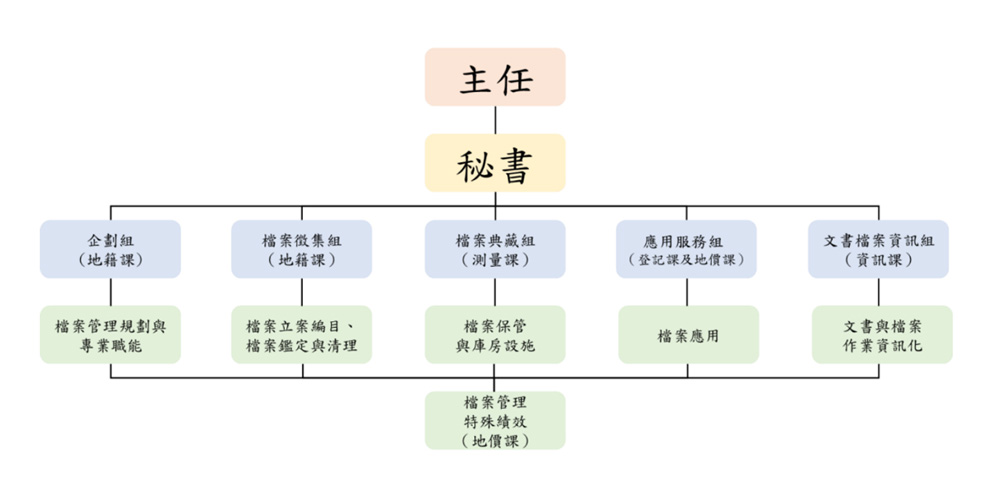 主任
秘書
企劃組
（地籍課）
檔案徵集組
（地籍課）
檔案典藏組
（測量課）
應用服務組
（登記課及地價課）
文書檔案資訊組
（資訊課）
檔案管理規劃與
專業職能
檔案立案編目、
檔案鑑定與清理
檔案保管
與庫房設施
檔案應用
文書與檔案
作業資訊化
檔案管理
特殊績效
（地價課）